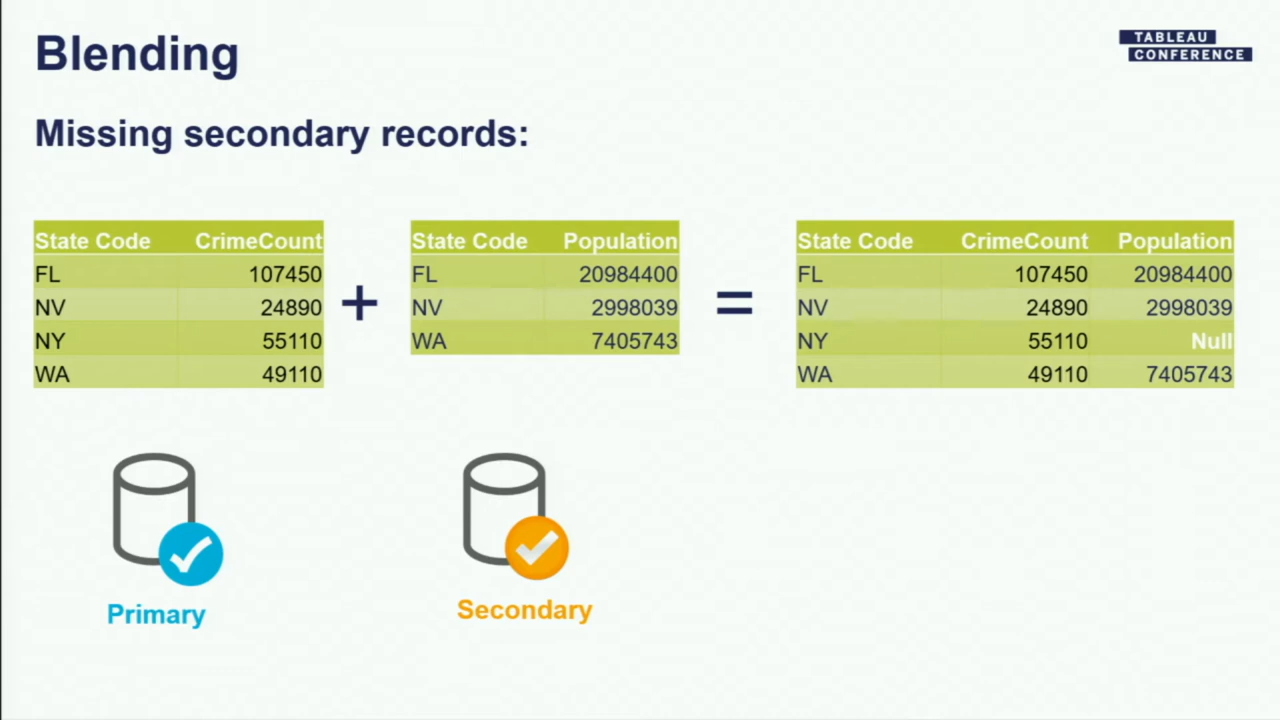 Blending
TABLEAU
CONFERENCE
Missing secondary records:
State Code CrimeCount
FL 107450
NV 24890
NY 55110
WA 49110
+
State Code Population
FL 20984400
NV 2998039
WA 7405743
=
State Code CrimeCount Population
FL 107450 20984400
NV 24890 2998039
NY 55110 Null
WA 49110 7405743
Primary
Secondary